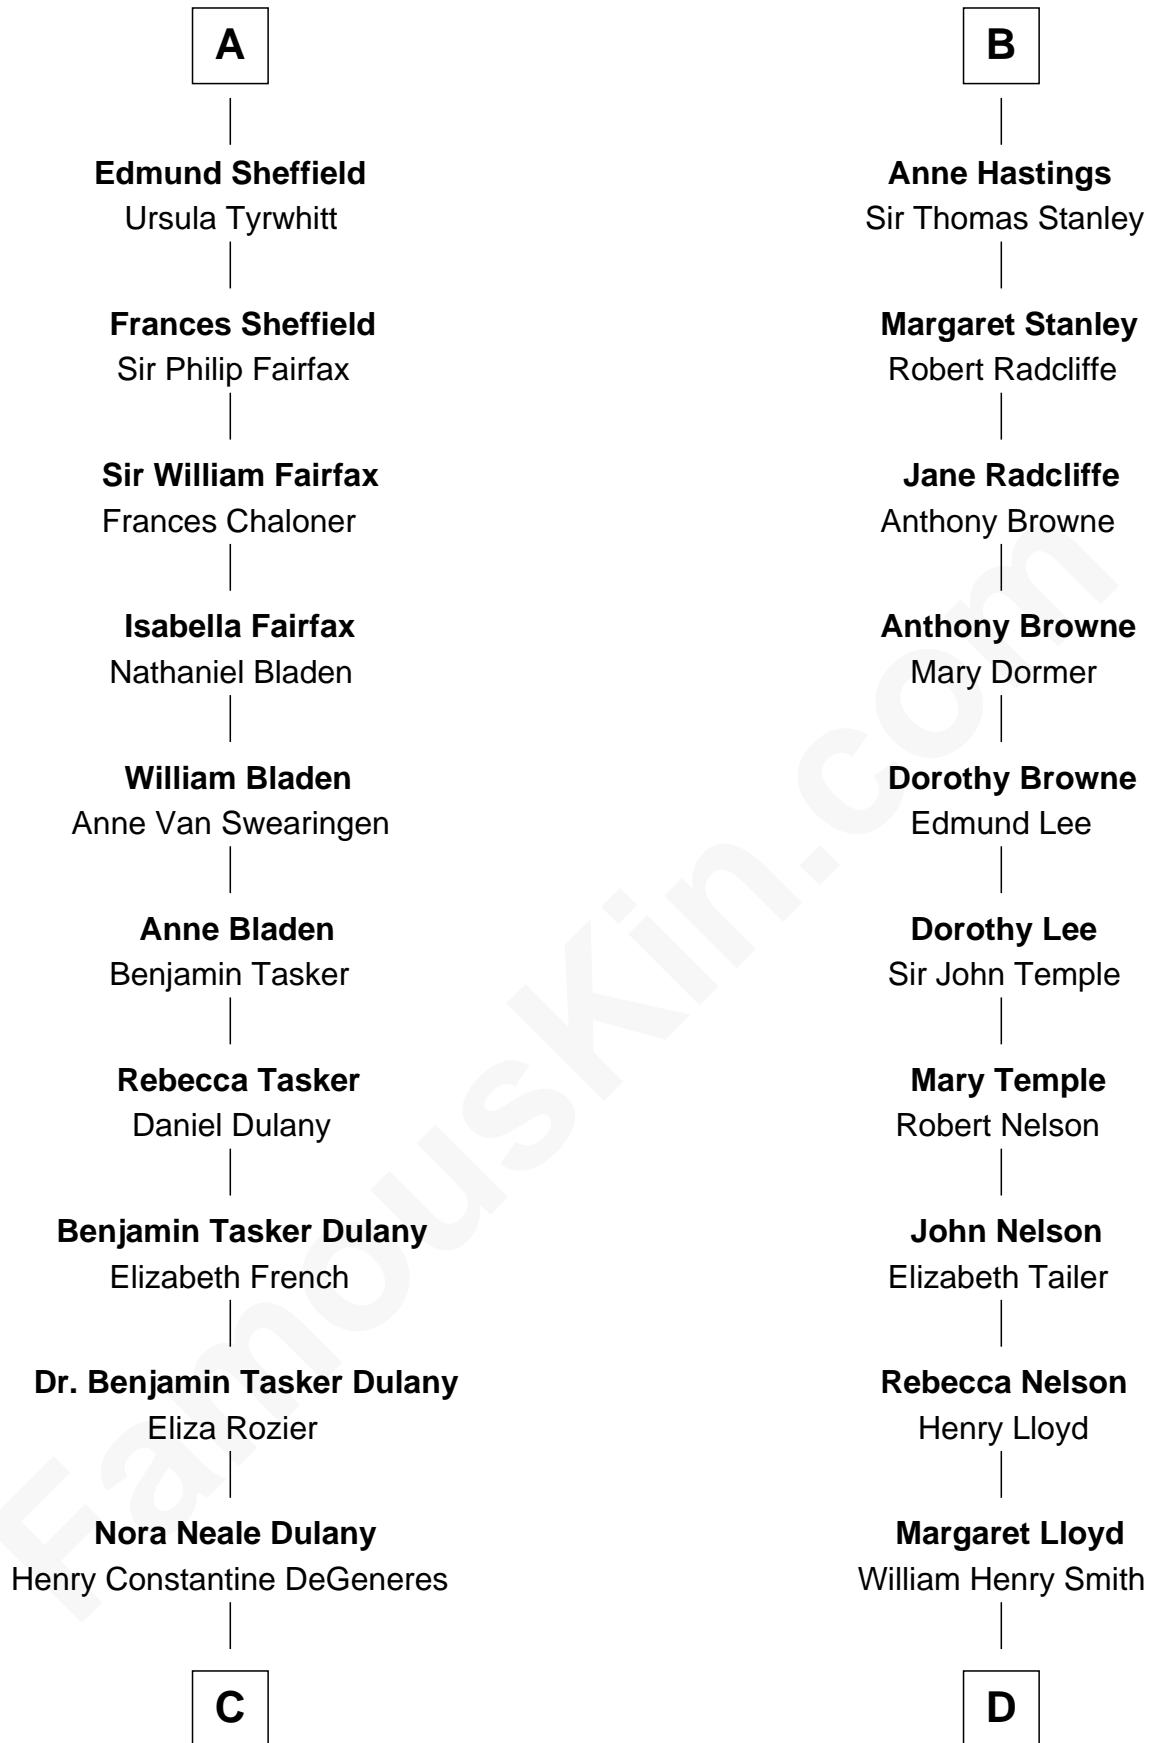 A
Edmund Sheffield
Ursula Tyrwhitt
Frances Sheffield
Sir Philip Fairfax
Sir William Fairfax
Frances Chaloner
Isabella Fairfax
Nathaniel Bladen
William Bladen
Anne Van Swearingen
Anne Bladen
Benjamin Tasker
Rebecca Tasker
Daniel Dulany
Benjamin Tasker Dulany
Elizabeth French
Dr. Benjamin Tasker Dulany
Eliza Rozier
Nora Neale Dulany
Henry Constantine DeGeneres
C
B
Anne Hastings
Sir Thomas Stanley
Margaret Stanley
Robert Radcliffe
Jane Radcliffe
Anthony Browne
Anthony Browne
Mary Dormer
Dorothy Browne
Edmund Lee
Dorothy Lee
Sir John Temple
Mary Temple
Robert Nelson
John Nelson
Elizabeth Tailer
Rebecca Nelson
Henry Lloyd
Margaret Lloyd
William Henry Smith
D
FamousKin.com